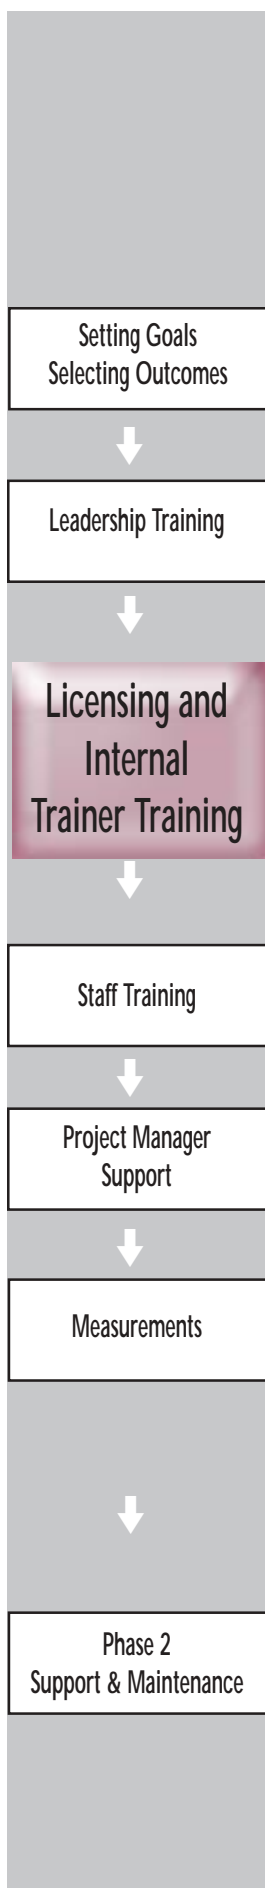 Setting Goals
Selecting Outcomes
Leadership Training
Licensing and
Internal
Trainer Training
Staff Training
Project Manager
Support
Measurements
Phase 2
Support & Maintenance